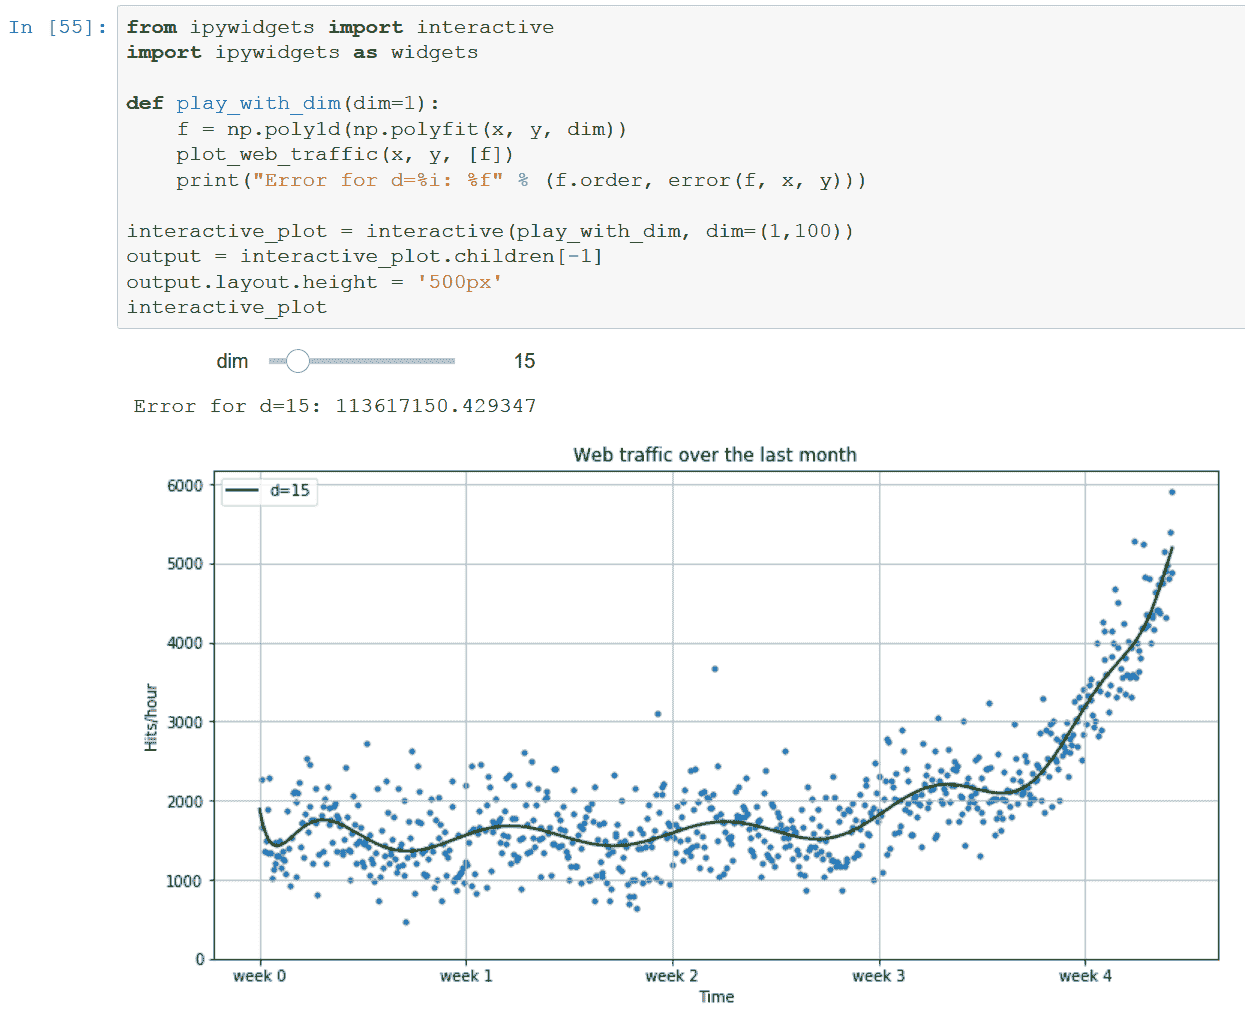 In [55]:
from ipywidgets import interactive
import ipywidgets as widgets
def play_with_dim(dim=1):
    f = np.poly1d(np.polyfit(x, y, dim))
    plot_web_traffic(x, y, [f])
    print("Error for d=%i: %f" % (f.order, error(f, x, y)))
interactive_plot = interactive(play_with_dim, dim=(1,100))
output = interactive_plot.children[-1]
output.layout.height = '500px'
interactive_plot
dim 15
Error for d=15: 113617150.429347
Web traffic over the last month
d=15
6000
5000
4000
3000
2000
1000
0
Hits/hour
week 0 week 1 week 2 week 3 week 4
Time